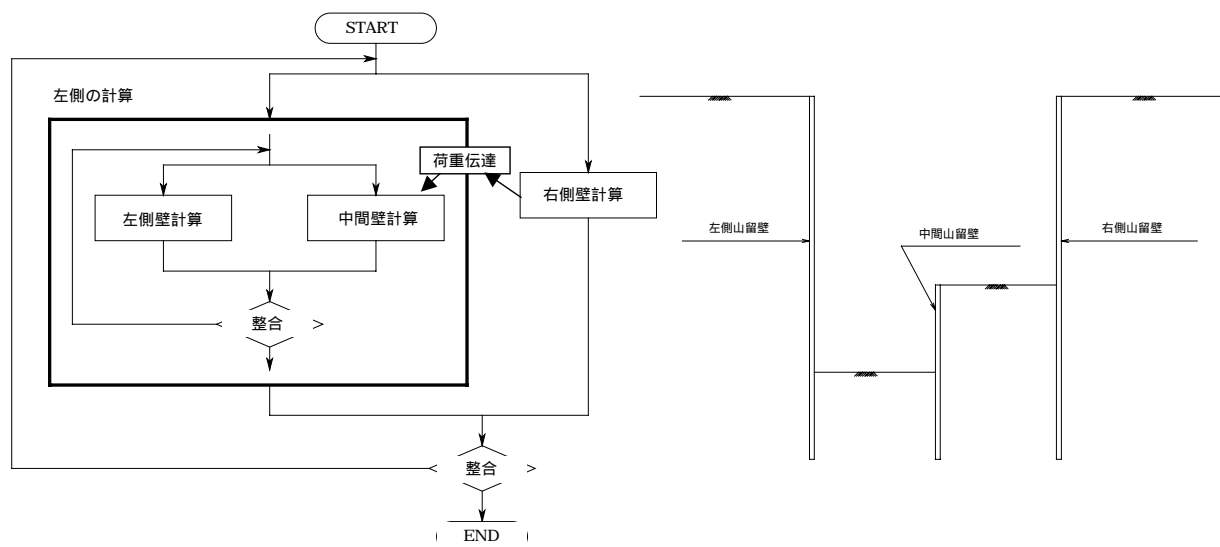 START
左側の計算
荷重伝達
左側壁計算
中間壁計算
右側壁計算
整合
整合
END
左側山留壁
中間山留壁
右側山留壁